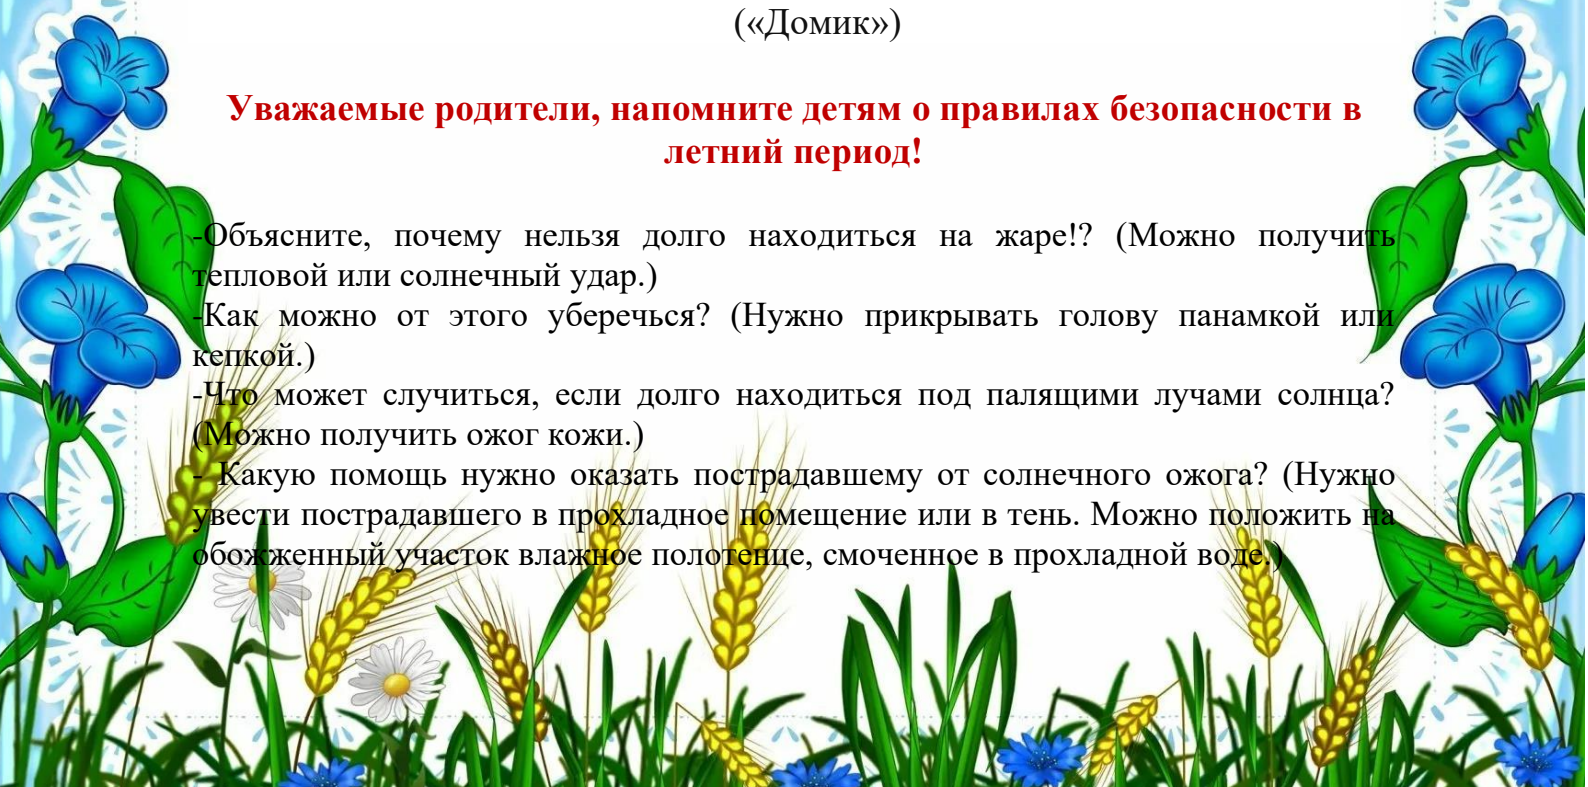 («Домик»)
Уважаемые родители, напомните детям о правилах безопасности в
летний период!
-Объясните, почему нельзя долго находиться на жаре!? (Можно получить
тепловой или солнечный удар.)
-Как можно от этого уберечься? (Нужно прикрывать голову панамкой или
кепкой.)
-Что может случиться, если долго находиться под палящими лучами солнца?
(Можно получить ожог кожи.)
- Какую помощь нужно оказать пострадавшему от солнечного ожога? (Нужно
увести пострадавшего в прохладное помещение или в тень. Можно положить на
обожженный участок влажное полотенце, смоченное в прохладной воде.)